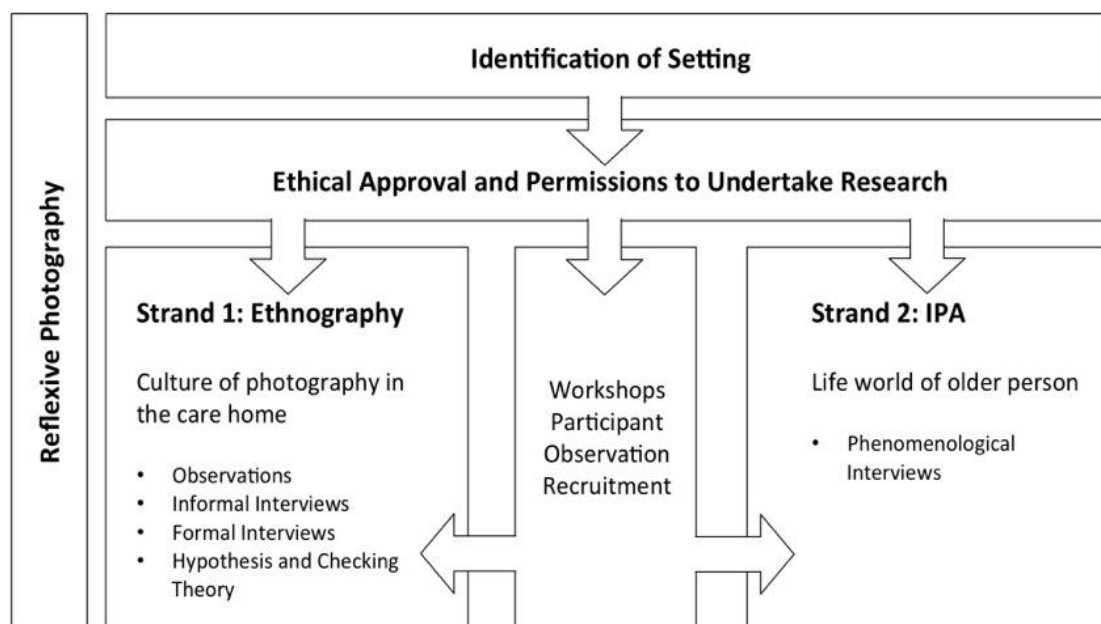 Reflexive Photography
Identification of Setting
Ethical Approval and Permissions to Undertake Research
Strand 1: Ethnography
Culture of photography in
the care home
• Observations
• Informal Interviews
• Formal Interviews
• Hypothesis and Checking
Theory
Workshops
Participant
Observation
Recruitment
Strand 2: IPA
Life world of older person
• Phenomenological
Interviews